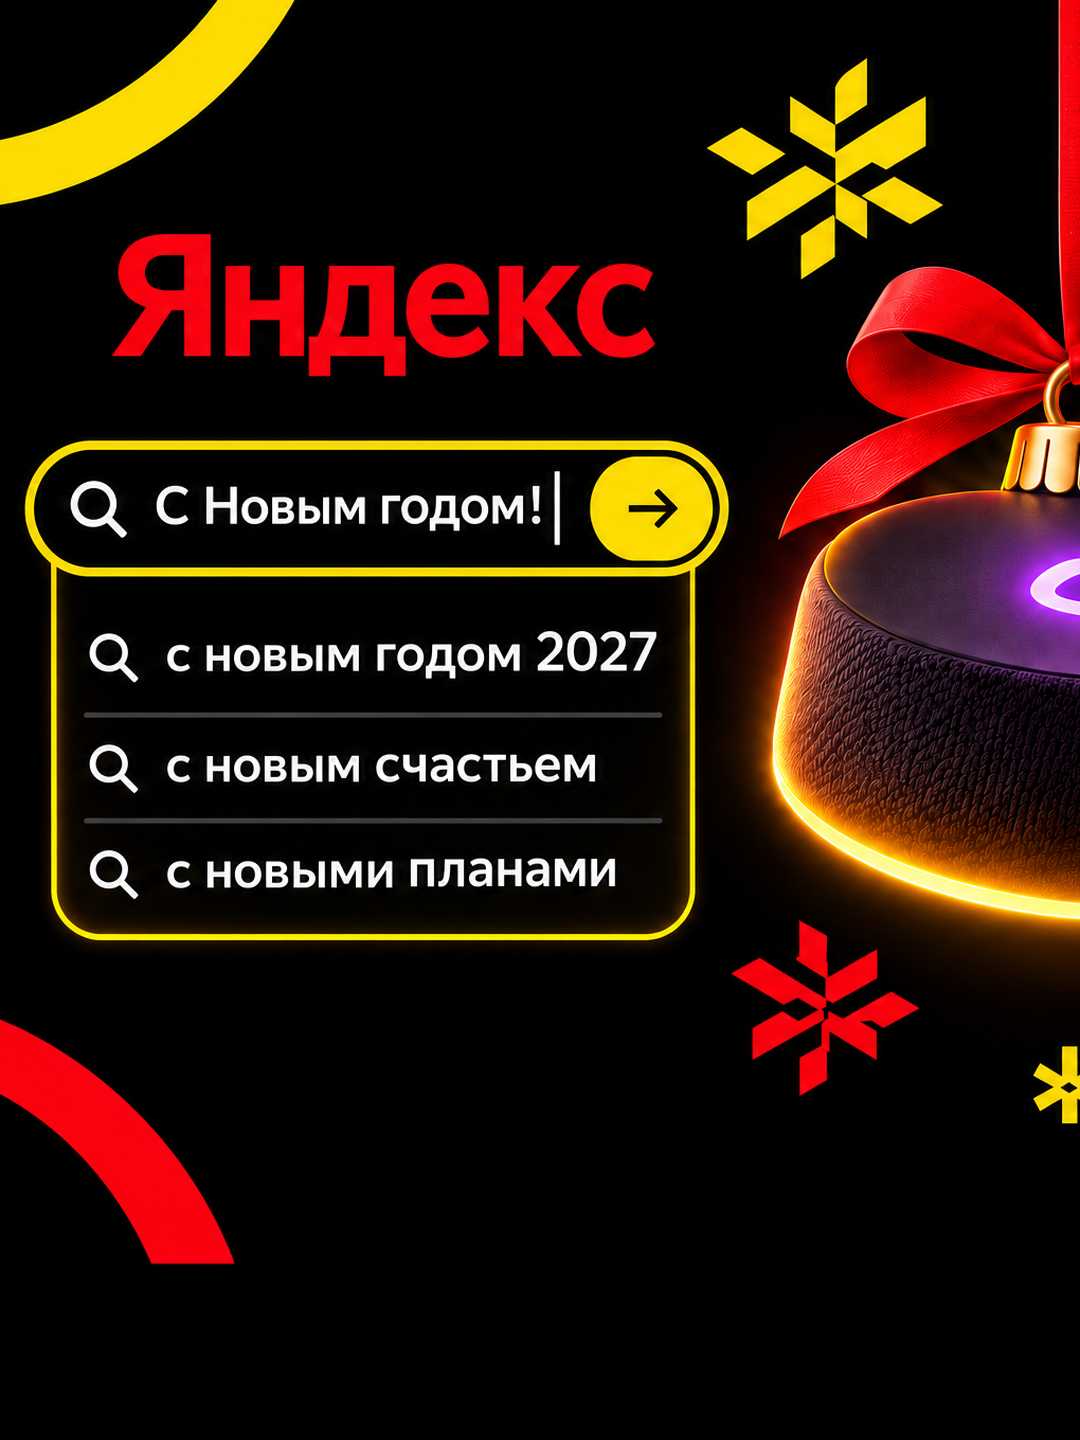 Яндекс
С Новым годом!
с новым годом 2027
с новым счастьем
с новыми планами